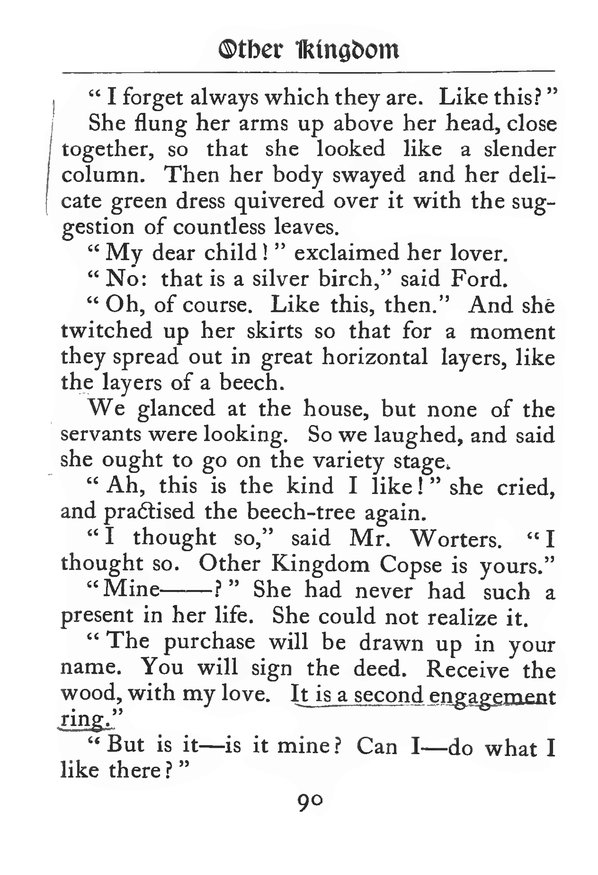 Other Kingdom
“ I forget always which they are. Like this? ”
She flung her arms up above her head, close
together, so that she looked like a slender
column. Then her body swayed and her deli-
cate green dress quivered over it with the sug-
gestion of countless leaves.
“ My dear child ! ” exclaimed her lover.
“ No: that is a silver birch,” said Ford.
“ Oh, of course. Like this, then.” And she
twitched up her skirts so that for a moment
they spread out in great horizontal layers, like
the layers of a beech.
We glanced at the house, but none of the
servants were looking. So we laughed, and said
she ought to go on the variety stage.
“ Ah, this is the kind I like ! ” she cried,
and practised the beech-tree again.
“ I thought so,” said Mr. Worters. “ I
thought so. Other Kingdom Copse is yours.”
“ Mine——? ” She had never had such a
present in her life. She could not realize it.
“ The purchase will be drawn up in your
name. You will sign the deed. Receive the
wood, with my love. It is a second engagement
ring.”
“ But is it—is it mine? Can I—do what I
like there? ”
90